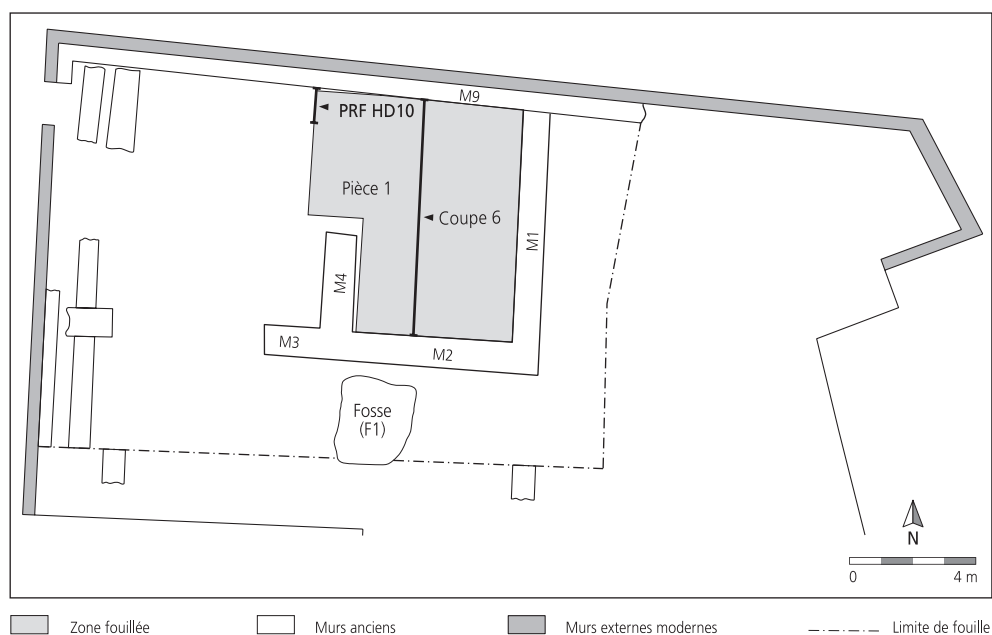 M9
PRF HD10
Pièce 1
Coupe 6
M1
M4
M3
M2
Fosse
(F1)
N
0 4 m
Zone fouillée Murs anciens Murs externes modernes Limite de fouille